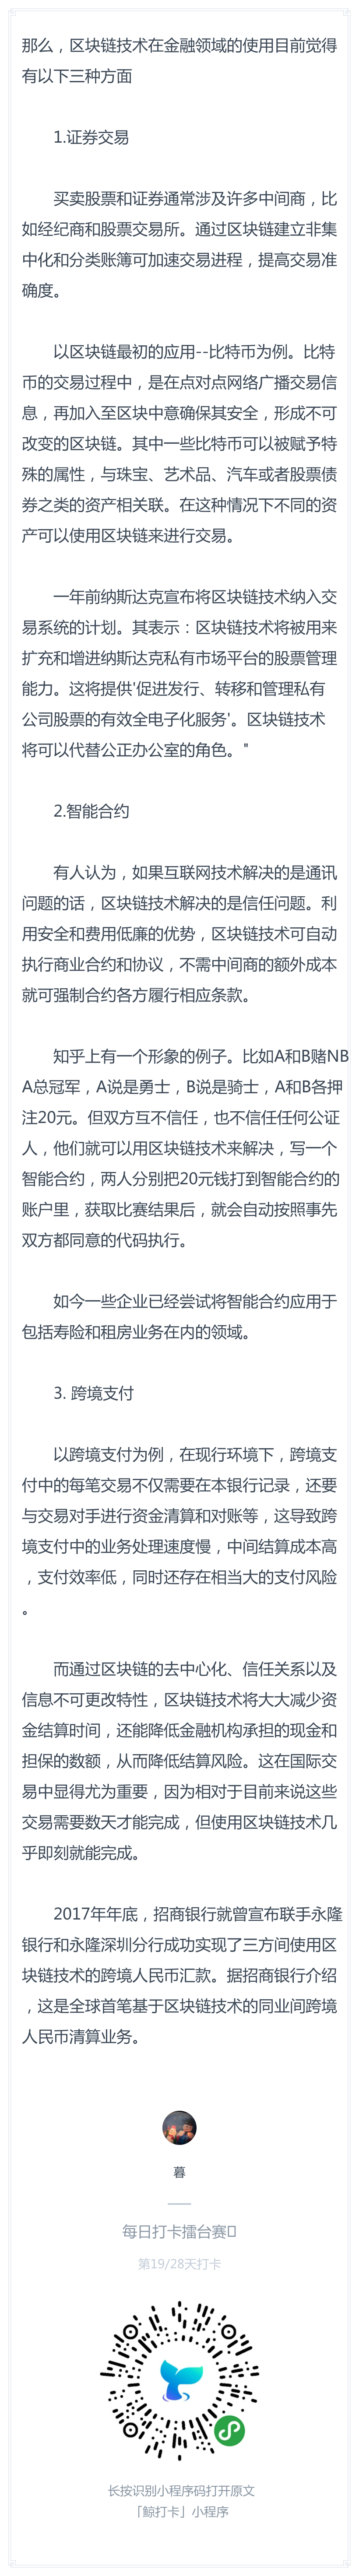 那么，区块链技术在金融领域的使用目前觉得
有以下三种方面
1.证券交易
买卖股票和证券通常涉及许多中间商，比
如经纪商和股票交易所。通过区块链建立非集
中化和分类账簿可加速交易进程，提高交易准
确度。
以区块链最初的应用--比特币为例。比特
币的交易过程中，是在点对点网络广播交易信
息，再加入至区块中意确保其安全，形成不可
改变的区块链。其中一些比特币可以被赋予特
殊的属性，与珠宝、艺术品、汽车或者股票债
券之类的资产相关联。在这种情况下不同的资
产可以使用区块链来进行交易。
一年前纳斯达克宣布将区块链技术纳入交
易系统的计划。其表示：区块链技术将被用来
扩充和增进纳斯达克私有市场平台的股票管理
能力。这将提供'促进发行、转移和管理私有
公司股票的有效全电子化服务'。区块链技术
将可以代替公正办公室的角色。"
2.智能合约
有人认为，如果互联网技术解决的是通讯
问题的话，区块链技术解决的是信任问题。利
用安全和费用低廉的优势，区块链技术可自动
执行商业合约和协议，不需中间商的额外成本
就可强制合约各方履行相应条款。
知乎上有一个形象的例子。比如A和B赌NB
A总冠军，A说是勇士，B说是骑士，A和B各押
注20元。但双方互不信任，也不信任任何公证
人，他们就可以用区块链技术来解决，写一个
智能合约，两人分别把20元钱打到智能合约的
账户里，获取比赛结果后，就会自动按照事先
双方都同意的代码执行。
如今一些企业已经尝试将智能合约应用于
包括寿险和租房业务在内的领域。
3. 跨境支付
以跨境支付为例，在现行环境下，跨境支
付中的每笔交易不仅需要在本银行记录，还要
与交易对手进行资金清算和对账等，这导致跨
境支付中的业务处理速度慢，中间结算成本高
，支付效率低，同时还存在相当大的支付风险
。
而通过区块链的去中心化、信任关系以及
信息不可更改特性，区块链技术将大大减少资
金结算时间，还能降低金融机构承担的现金和
担保的数额，从而降低结算风险。这在国际交
易中显得尤为重要，因为相对于目前来说这些
交易需要数天才能完成，但使用区块链技术几
乎即刻就能完成。
2017年年底，招商银行就曾宣布联手永隆
银行和永隆深圳分行成功实现了三方间使用区
块链技术的跨境人民币汇款。据招商银行介绍
，这是全球首笔基于区块链技术的同业间跨境
人民币清算业务。
暮
每日打卡擂台赛
第19/28天打卡
长按识别小程序码打开原文
「鲸打卡」小程序